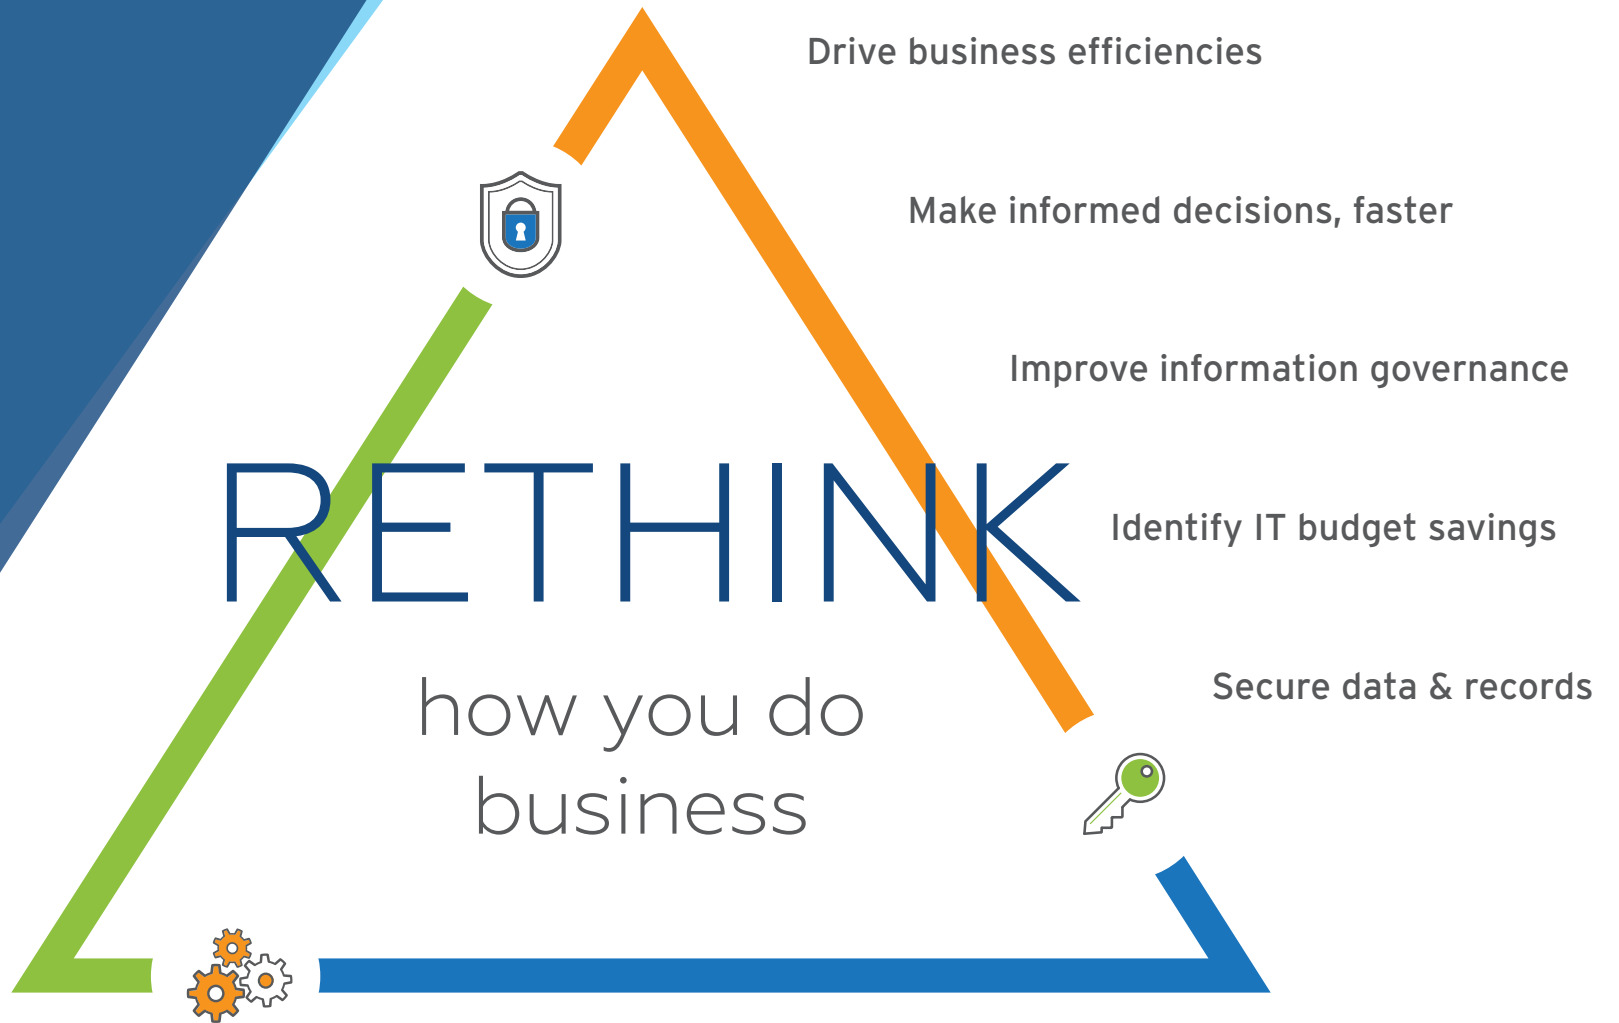 Drive business efficiencies
Make informed decisions, faster
Improve information governance
RETHINK
Identify IT budget savings
how you do
business
Secure data & records